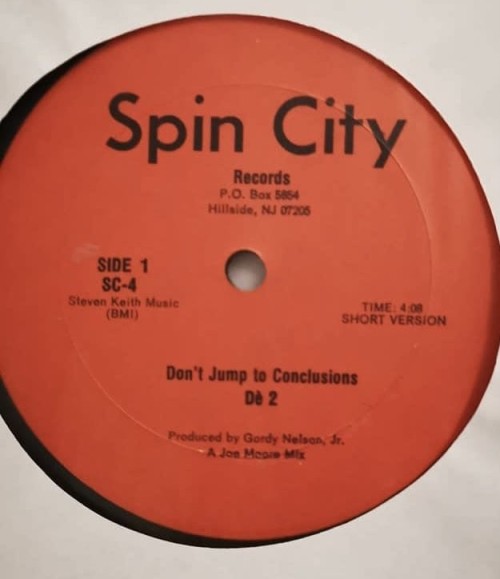 Spin City
Records
P.O. Box 5854
Hillside, NJ 07205
SIDE 1
SC-4
Steven Keith Music
(BMI)
TIME: 4:08
SHORT VERSION
Don't Jump to Conclusions
Dè 2
Produced by Gordy Nelson, Jr.
A Joe Moore Mix